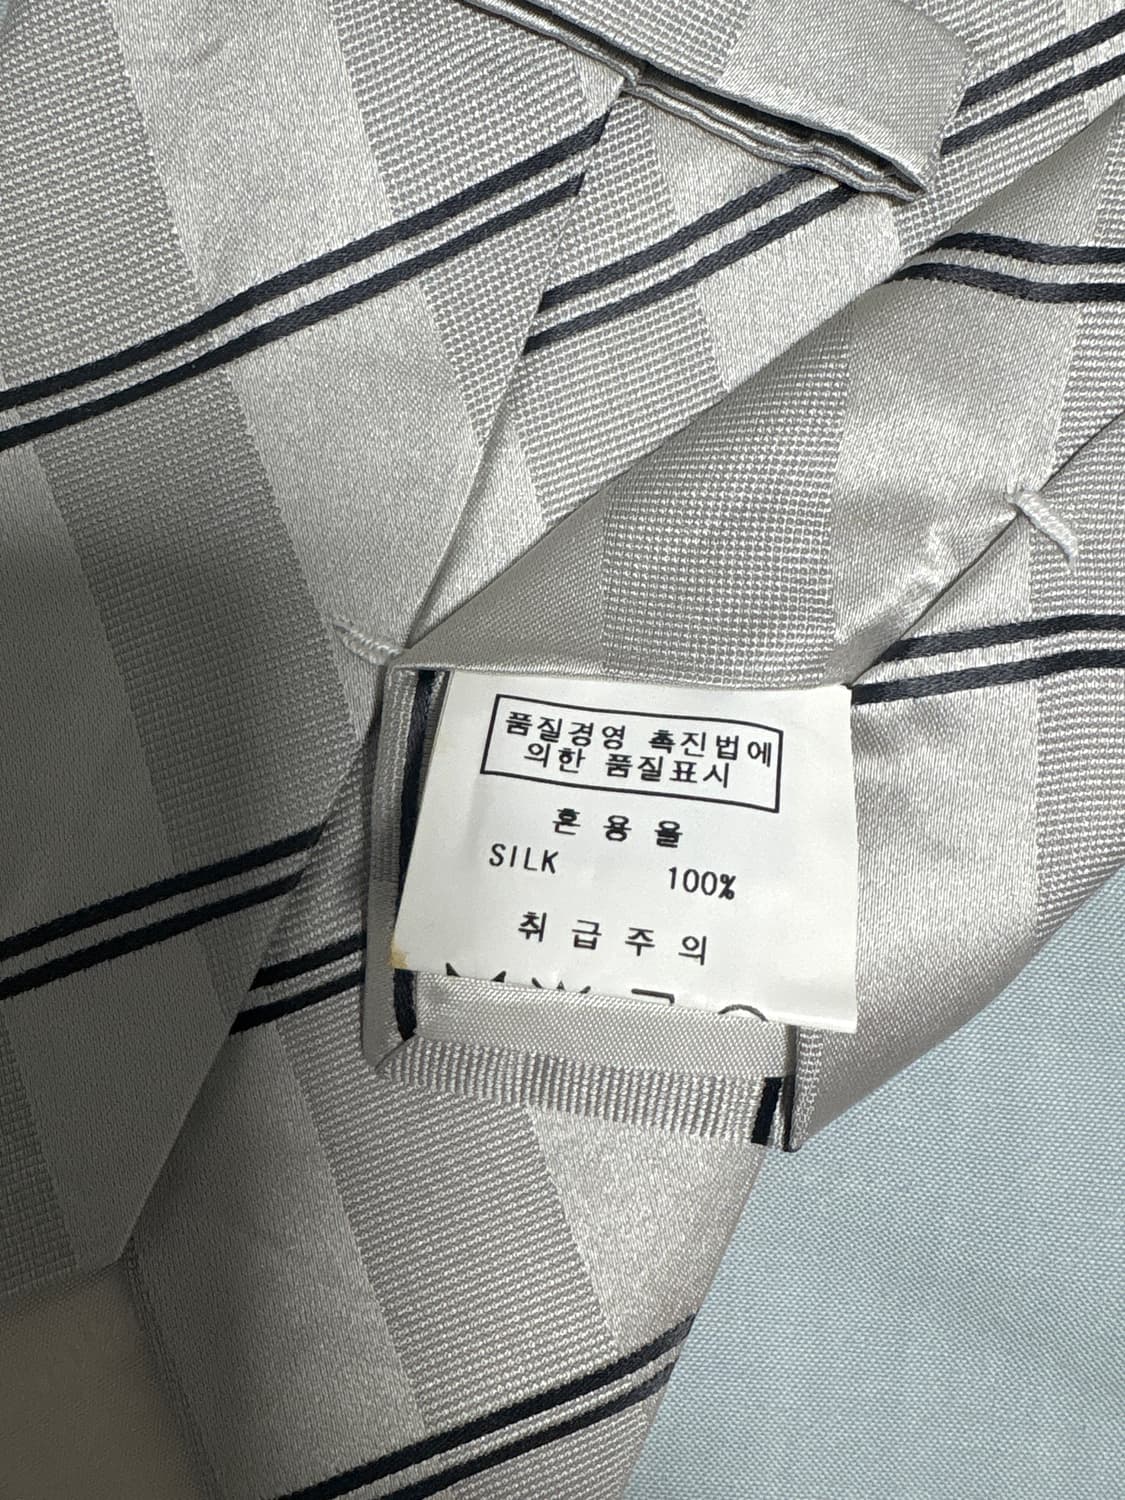 품질경영 촉진법에
의한 품질표시
혼 용 율
SILK 100%
취 급 주 의